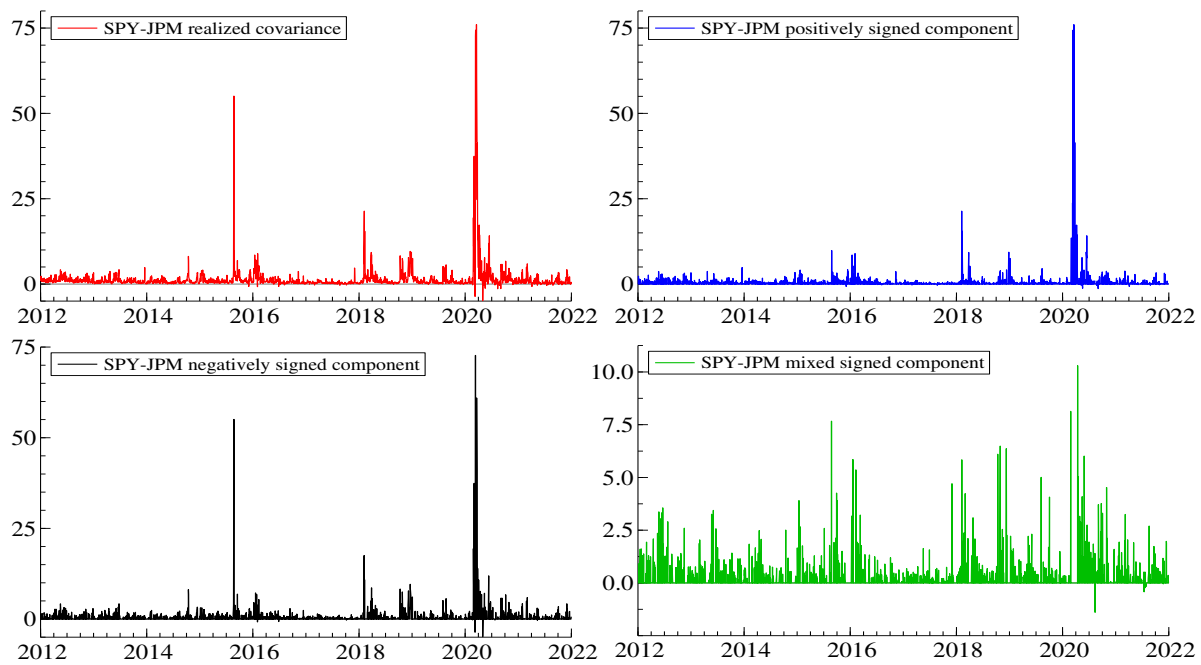 SPY-JPM realized covariance
75
50
25
0
2012 2014 2016 2018 2020 2022
SPY-JPM positively signed component
75
50
25
0
2012 2014 2016 2018 2020 2022
SPY-JPM negatively signed component
75
50
25
0
2012 2014 2016 2018 2020 2022
SPY-JPM mixed signed component
10.0
7.5
5.0
2.5
0.0
2012 2014 2016 2018 2020 2022